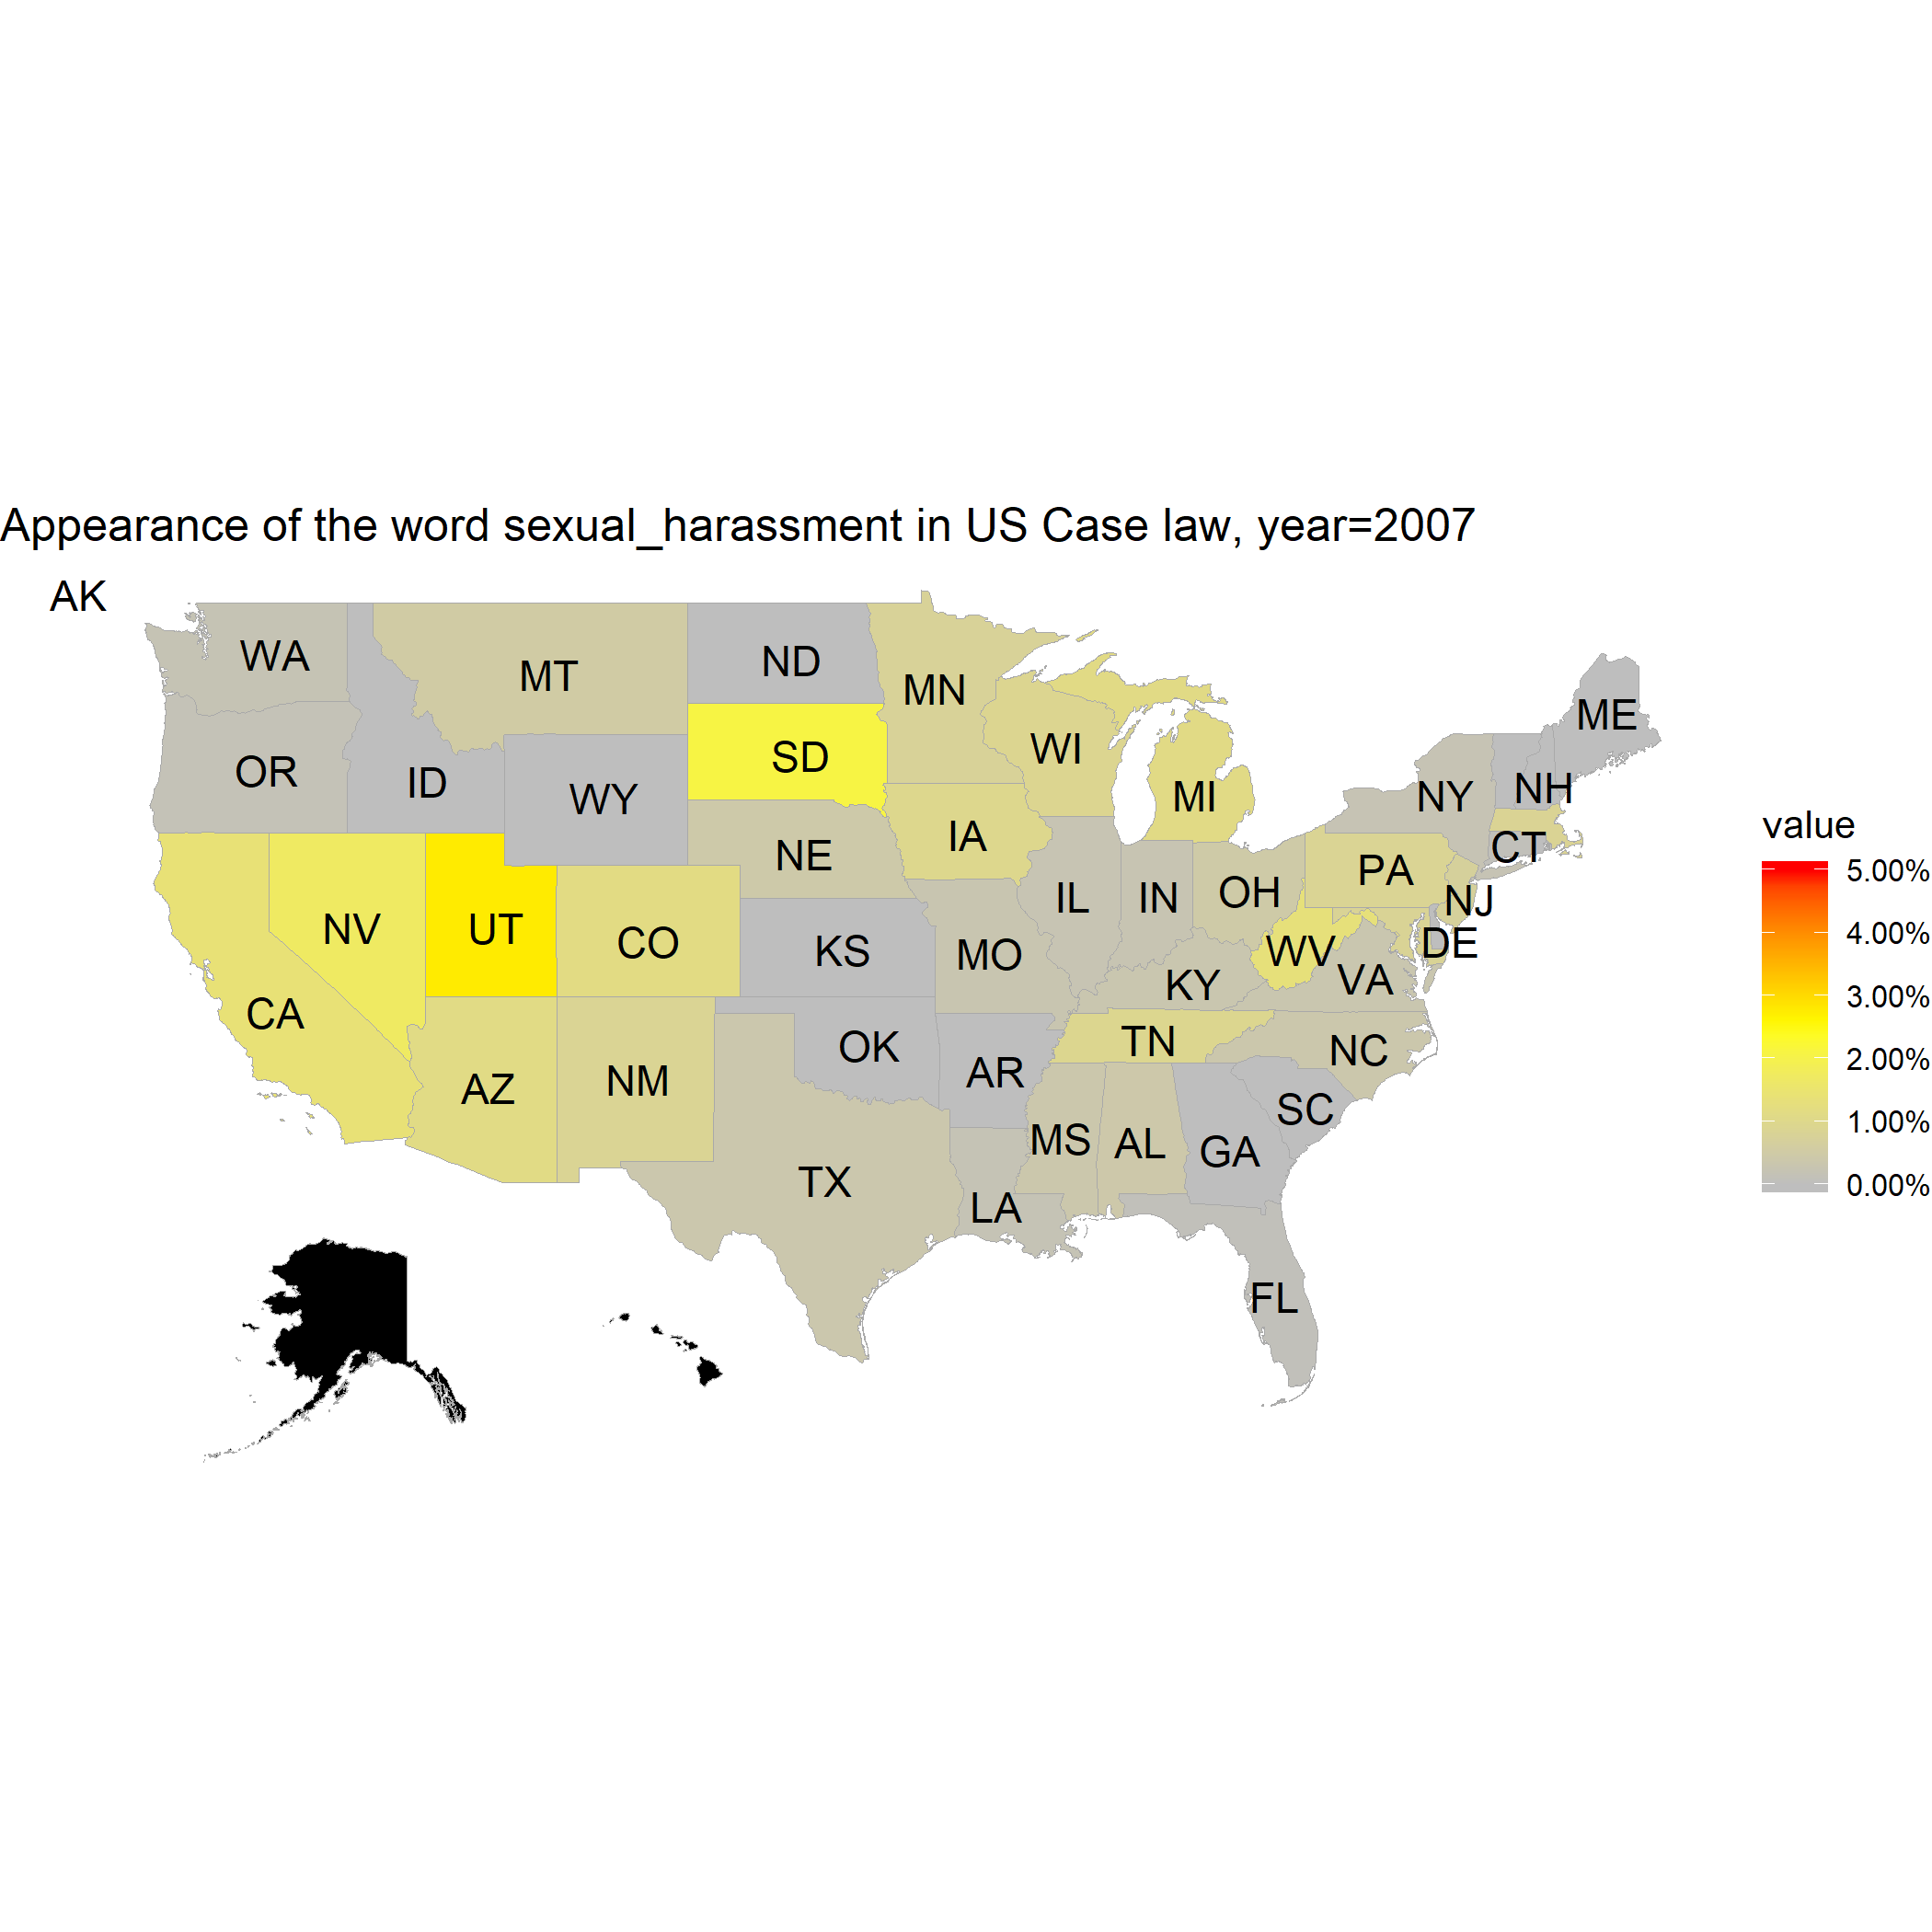 Appearance of the word sexual_harassment in US Case law, year=2007
AK
WA
MT
ND
MN
ME
OR
ID
WY
SD
WI
MI
NY
NH
value
NE
IA
CT
PA
5.00%
NV
UT
CO
KS
MO
IL
IN
OH
NJ
4.00%
WV
DE
KY
VA
CA
3.00%
OK
TN
NC
AZ
NM
AR
2.00%
SC
MS
AL
GA
1.00%
TX
LA
0.00%
FL